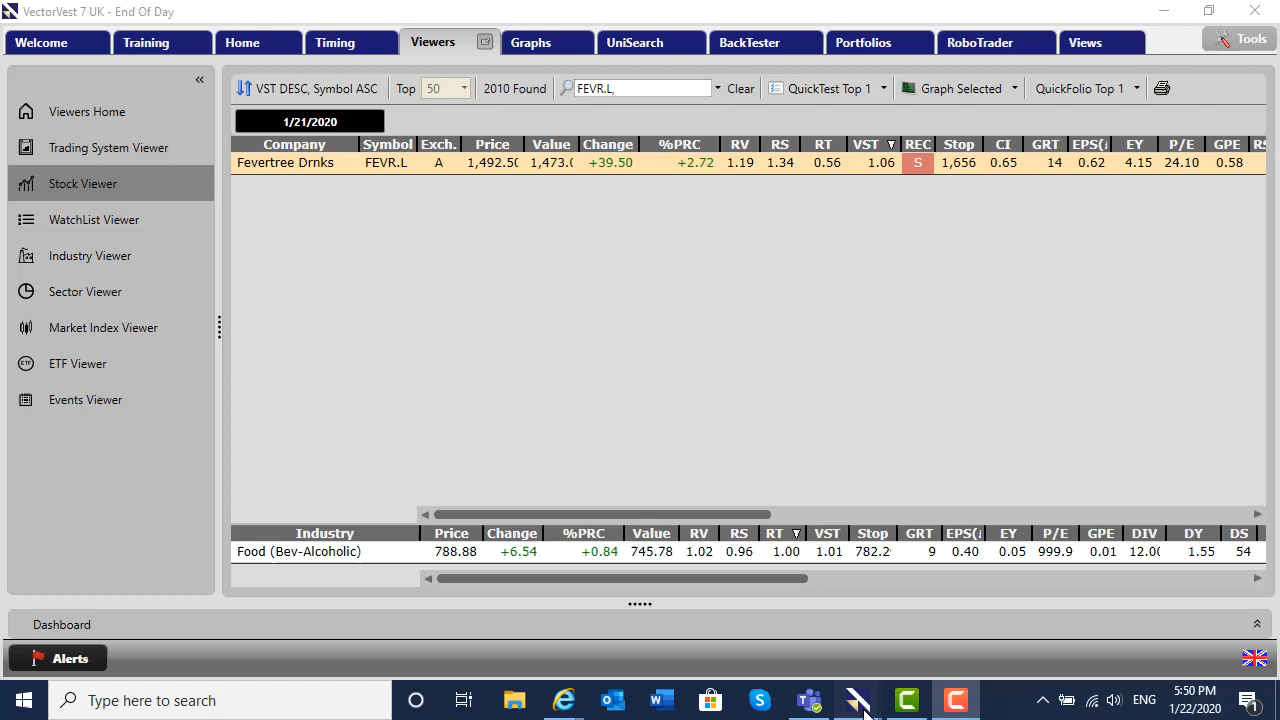 VectorVest 7 UK - End Of Day
Welcome Training Home Timing Viewers Graphs UniSearch BackTester Portfolios RoboTrader Views Tools
«
Viewers Home
Trading System Viewer
Stock Viewer
WatchList Viewer
Industry Viewer
Sector Viewer
Market Index Viewer
ETF ETF Viewer
Events Viewer
VST DESC, Symbol ASC Top 50 2010 Found FEVR.L, Clear QuickTest Top 1 Graph Selected QuickFolio Top 1
1/21/2020
Company Symbol Exch. Price Value Change %PRC RV RS RT VST REC Stop CI GRT EPS( EY P/E GPE
Fevertree Drnks FEVR.L A 1,492.50 1,473.0 +39.50 +2.72 1.19 1.34 0.56 1.06 S 1,656 0.65 14 0.62 4.15 24.10 0.58
Industry Price Change %PRC Value RV RS RT VST Stop GRT EPS( EY P/E GPE DIV DY DS
Food (Bev-Alcoholic) 788.88 +6.54 +0.84 745.78 1.02 0.96 1.00 1.01 782.2 9 0.40 0.05 999.9 0.01 12.00 1.55 54
Dashboard
Alerts
Type here to search
ENG
5:50 PM
1/22/2020
1